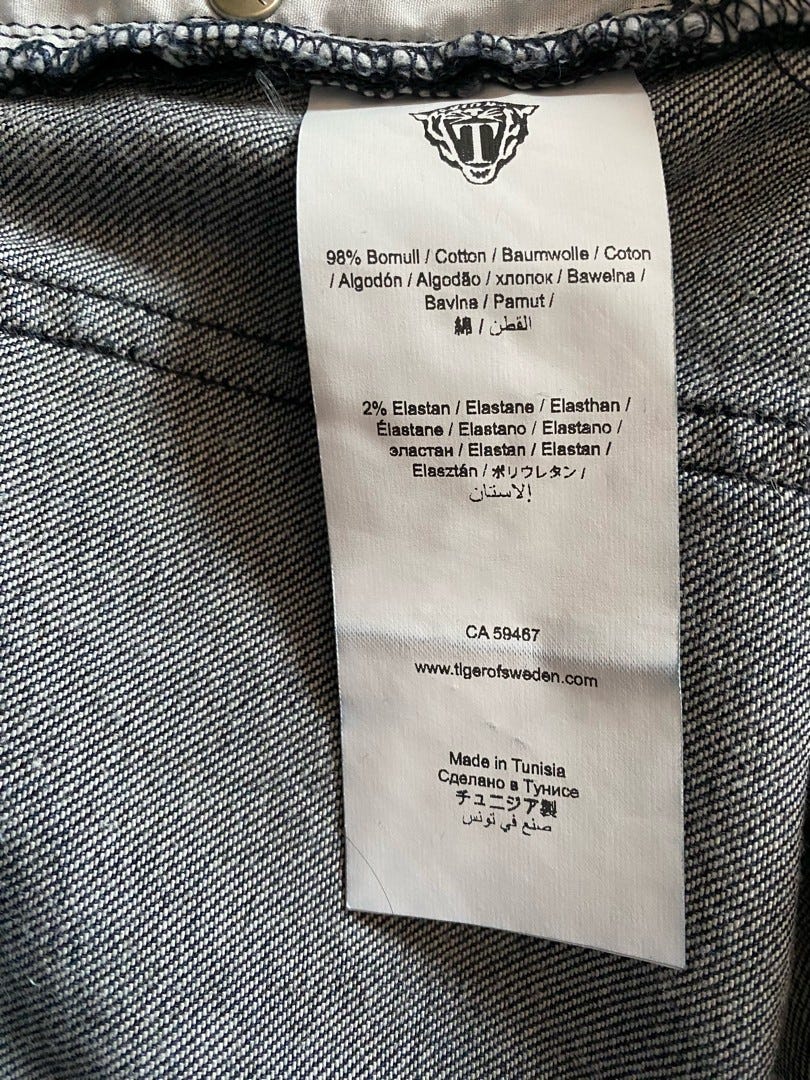 T
98% Bomull / Cotton / Baumwolle / Coton
/ Algodón / Algodão / хлопок / Bawełna /
Bavlna / Pamut /
綿 / القطن
2% Elastan / Elastane / Elasthan /
Élastane / Elastano / Elastano /
эластан / Elastan / Elastan /
Elasztán / ポリウレタン /
إلاستان
CA 59467
www.tigerofsweden.com
Made in Tunisia
Сделано в Тунисе
チュニジア製
صنع في تونس